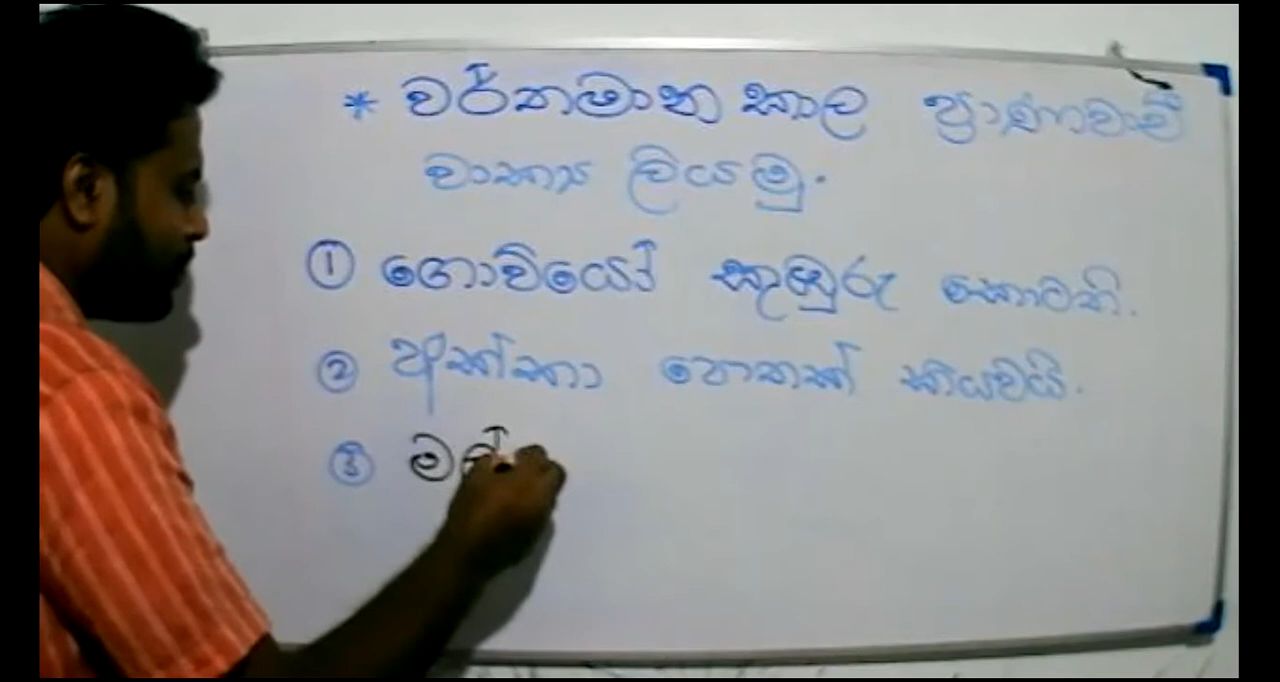 * වර්තමාන කාල ප්‍රාණවාචී
වාක්‍ය ලියමු.
① ගොවියෝ කුඹුරු කොටති.
② අක්කා පොතක් කියවයි.
③ ම